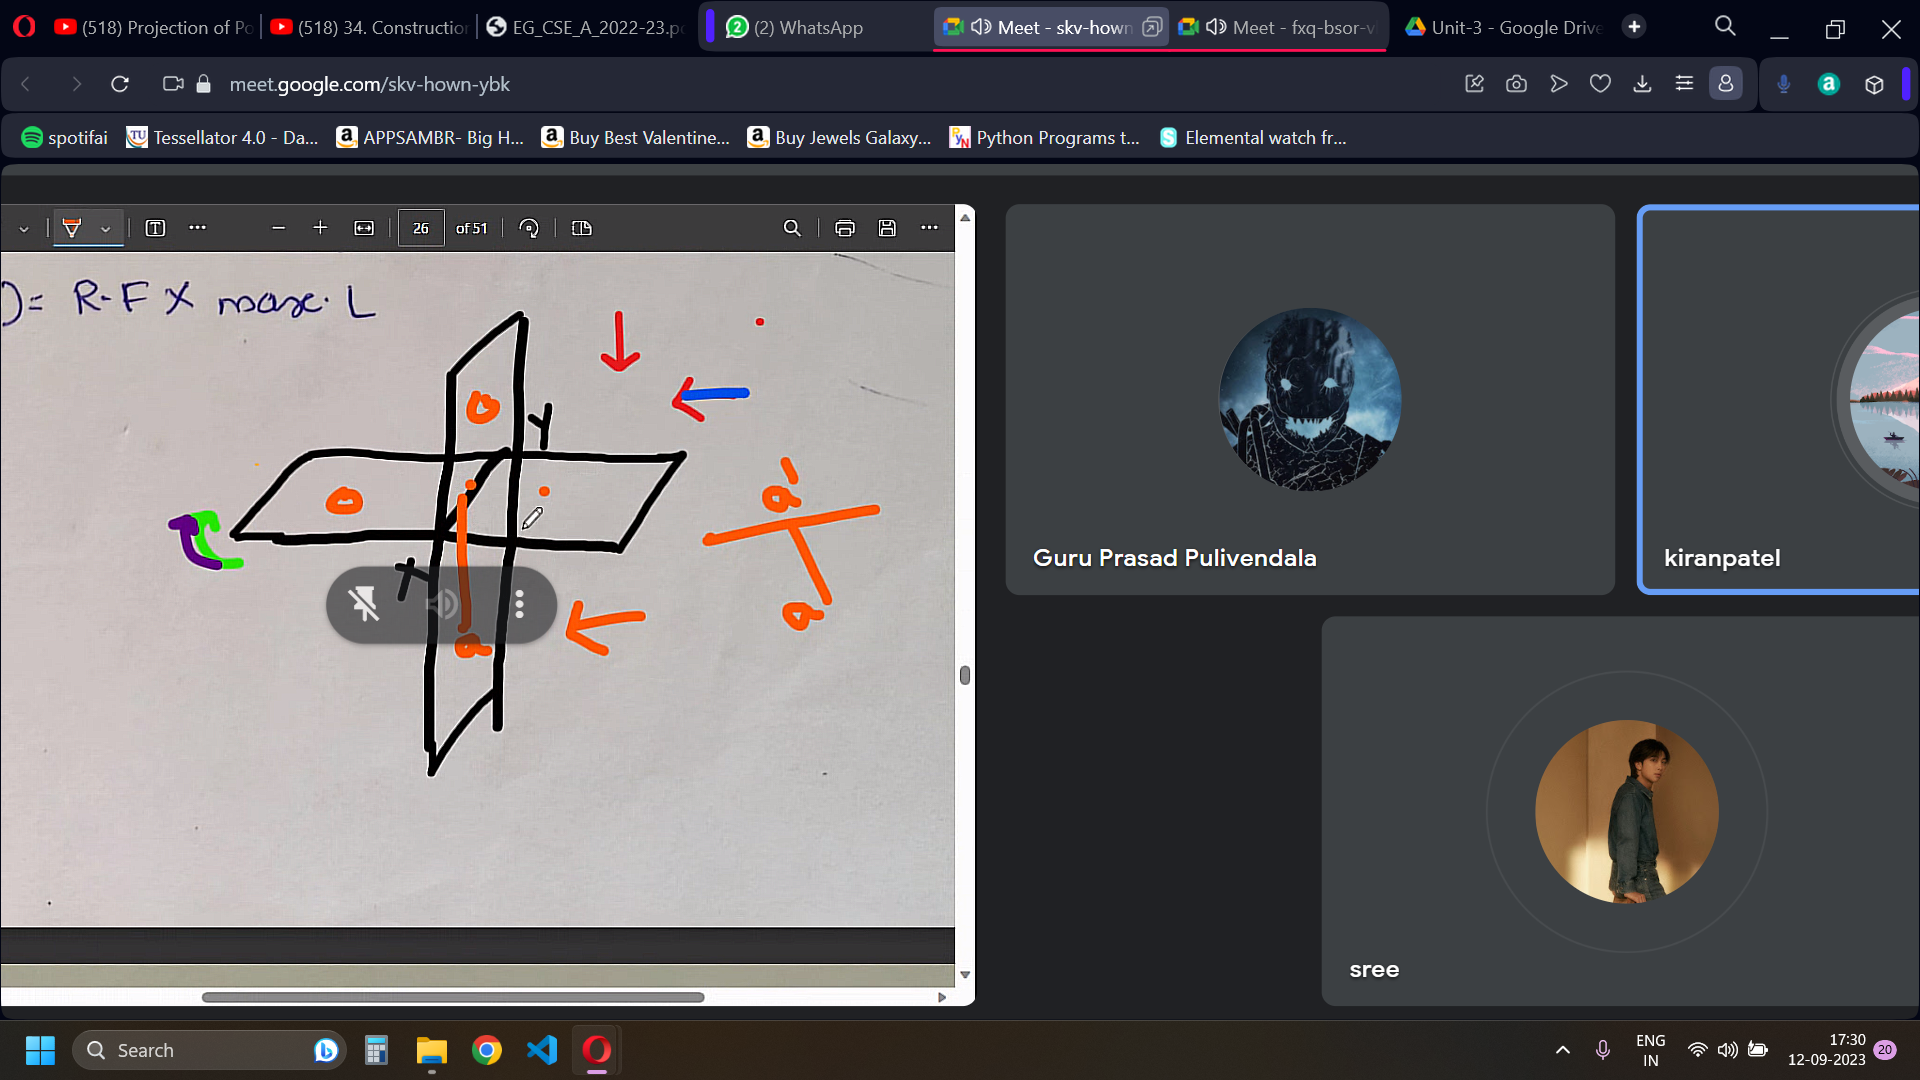 (518) Projection of Po
(518) 34. Construction
EG_CSE_A_2022-23.p
(2) WhatsApp
Meet - skv-hown
Meet - fxq-bsor-v
Unit-3 - Google Drive
meet.google.com/skv-hown-ybk
spotifai
Tessellator 4.0 - Da...
APPSAMBR- Big H...
Buy Best Valentine...
Buy Jewels Galaxy...
Python Programs t...
Elemental watch fr...
26 of 51
)= R-F X max. L
Y
X
a'
a
a
Guru Prasad Pulivendala
kiranpatel
sree
Search
ENG
IN
17:30
12-09-2023
20